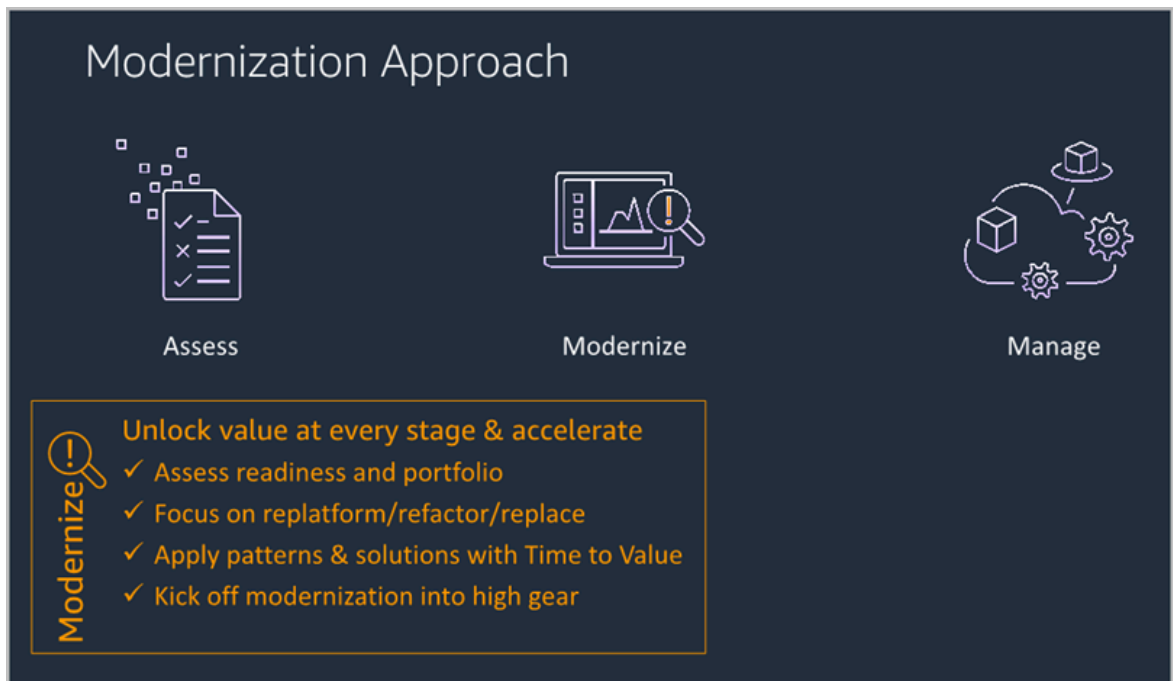 Modernization Approach
Assess
Modernize
Manage
Modernize
Unlock value at every stage & accelerate
✓ Assess readiness and portfolio
✓ Focus on replatform/refactor/replace
✓ Apply patterns & solutions with Time to Value
✓ Kick off modernization into high gear